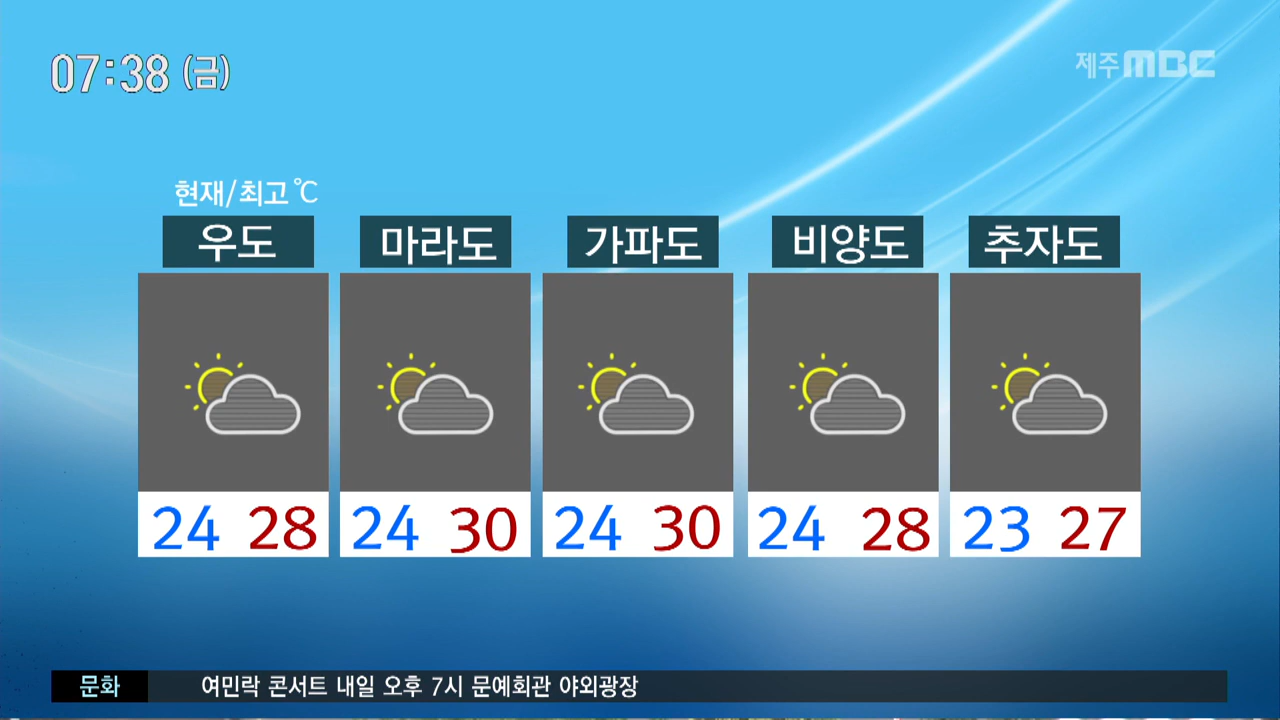 07:38 (금)
제주MBC
현재/최고 ℃
우도 마라도 가파도 비양도 추자도
24 28 24 30 24 30 24 28 23 27
문화 여민락 콘서트 내일 오후 7시 문예회관 야외광장